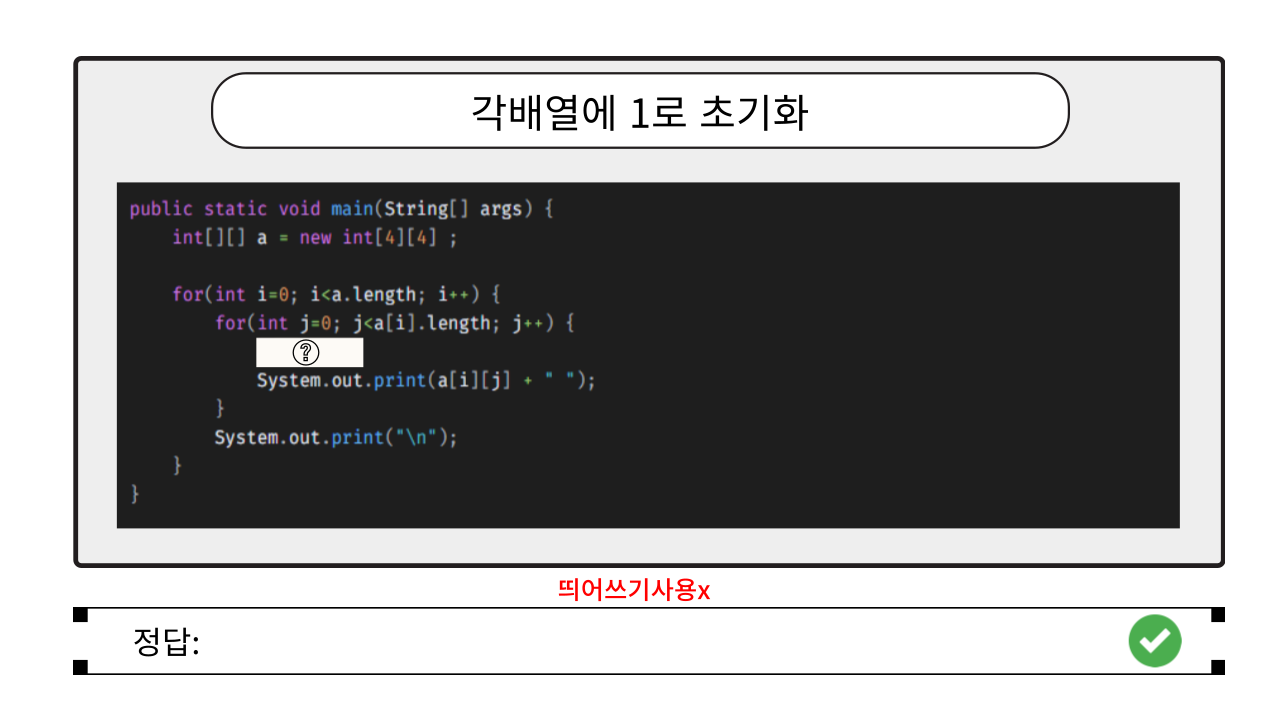 각배열에 1로 초기화
public static void main(String[] args) {
    int[][] a = new int[4][4] ;
    for(int i=0; i<a.length; i++) {
        for(int j=0; j<a[i].length; j++) {
            ?
            System.out.print(a[i][j] + " ");
        }
        System.out.print("\n");
    }
}
띄어쓰기사용x
정답: